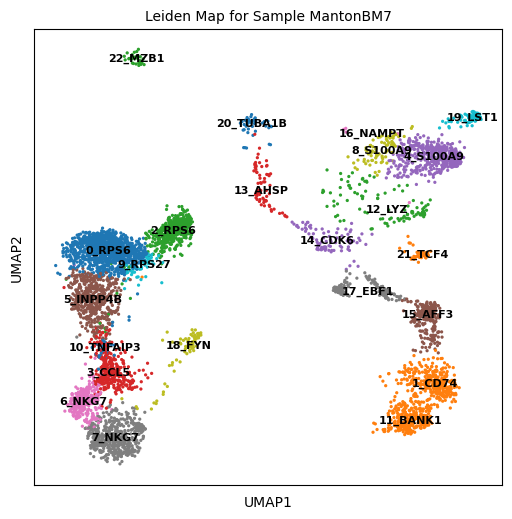 Leiden Map for Sample MantonBM7
22_MZB1
20_TUBA1B
19_LST1
16_NAMPT
8_S100A9
4_S100A9
13_AHSP
12_LYZ
2_RPS6
14_CDK6
0_RPS6
21_TCF4
9_RPS27
17_EBF1
5_INPP4B
15_AFF3
10_TNFAIP3
18_FYN
3_CCL5
1_CD74
6_NKG7
11_BANK1
7_NKG7
UMAP2
UMAP1